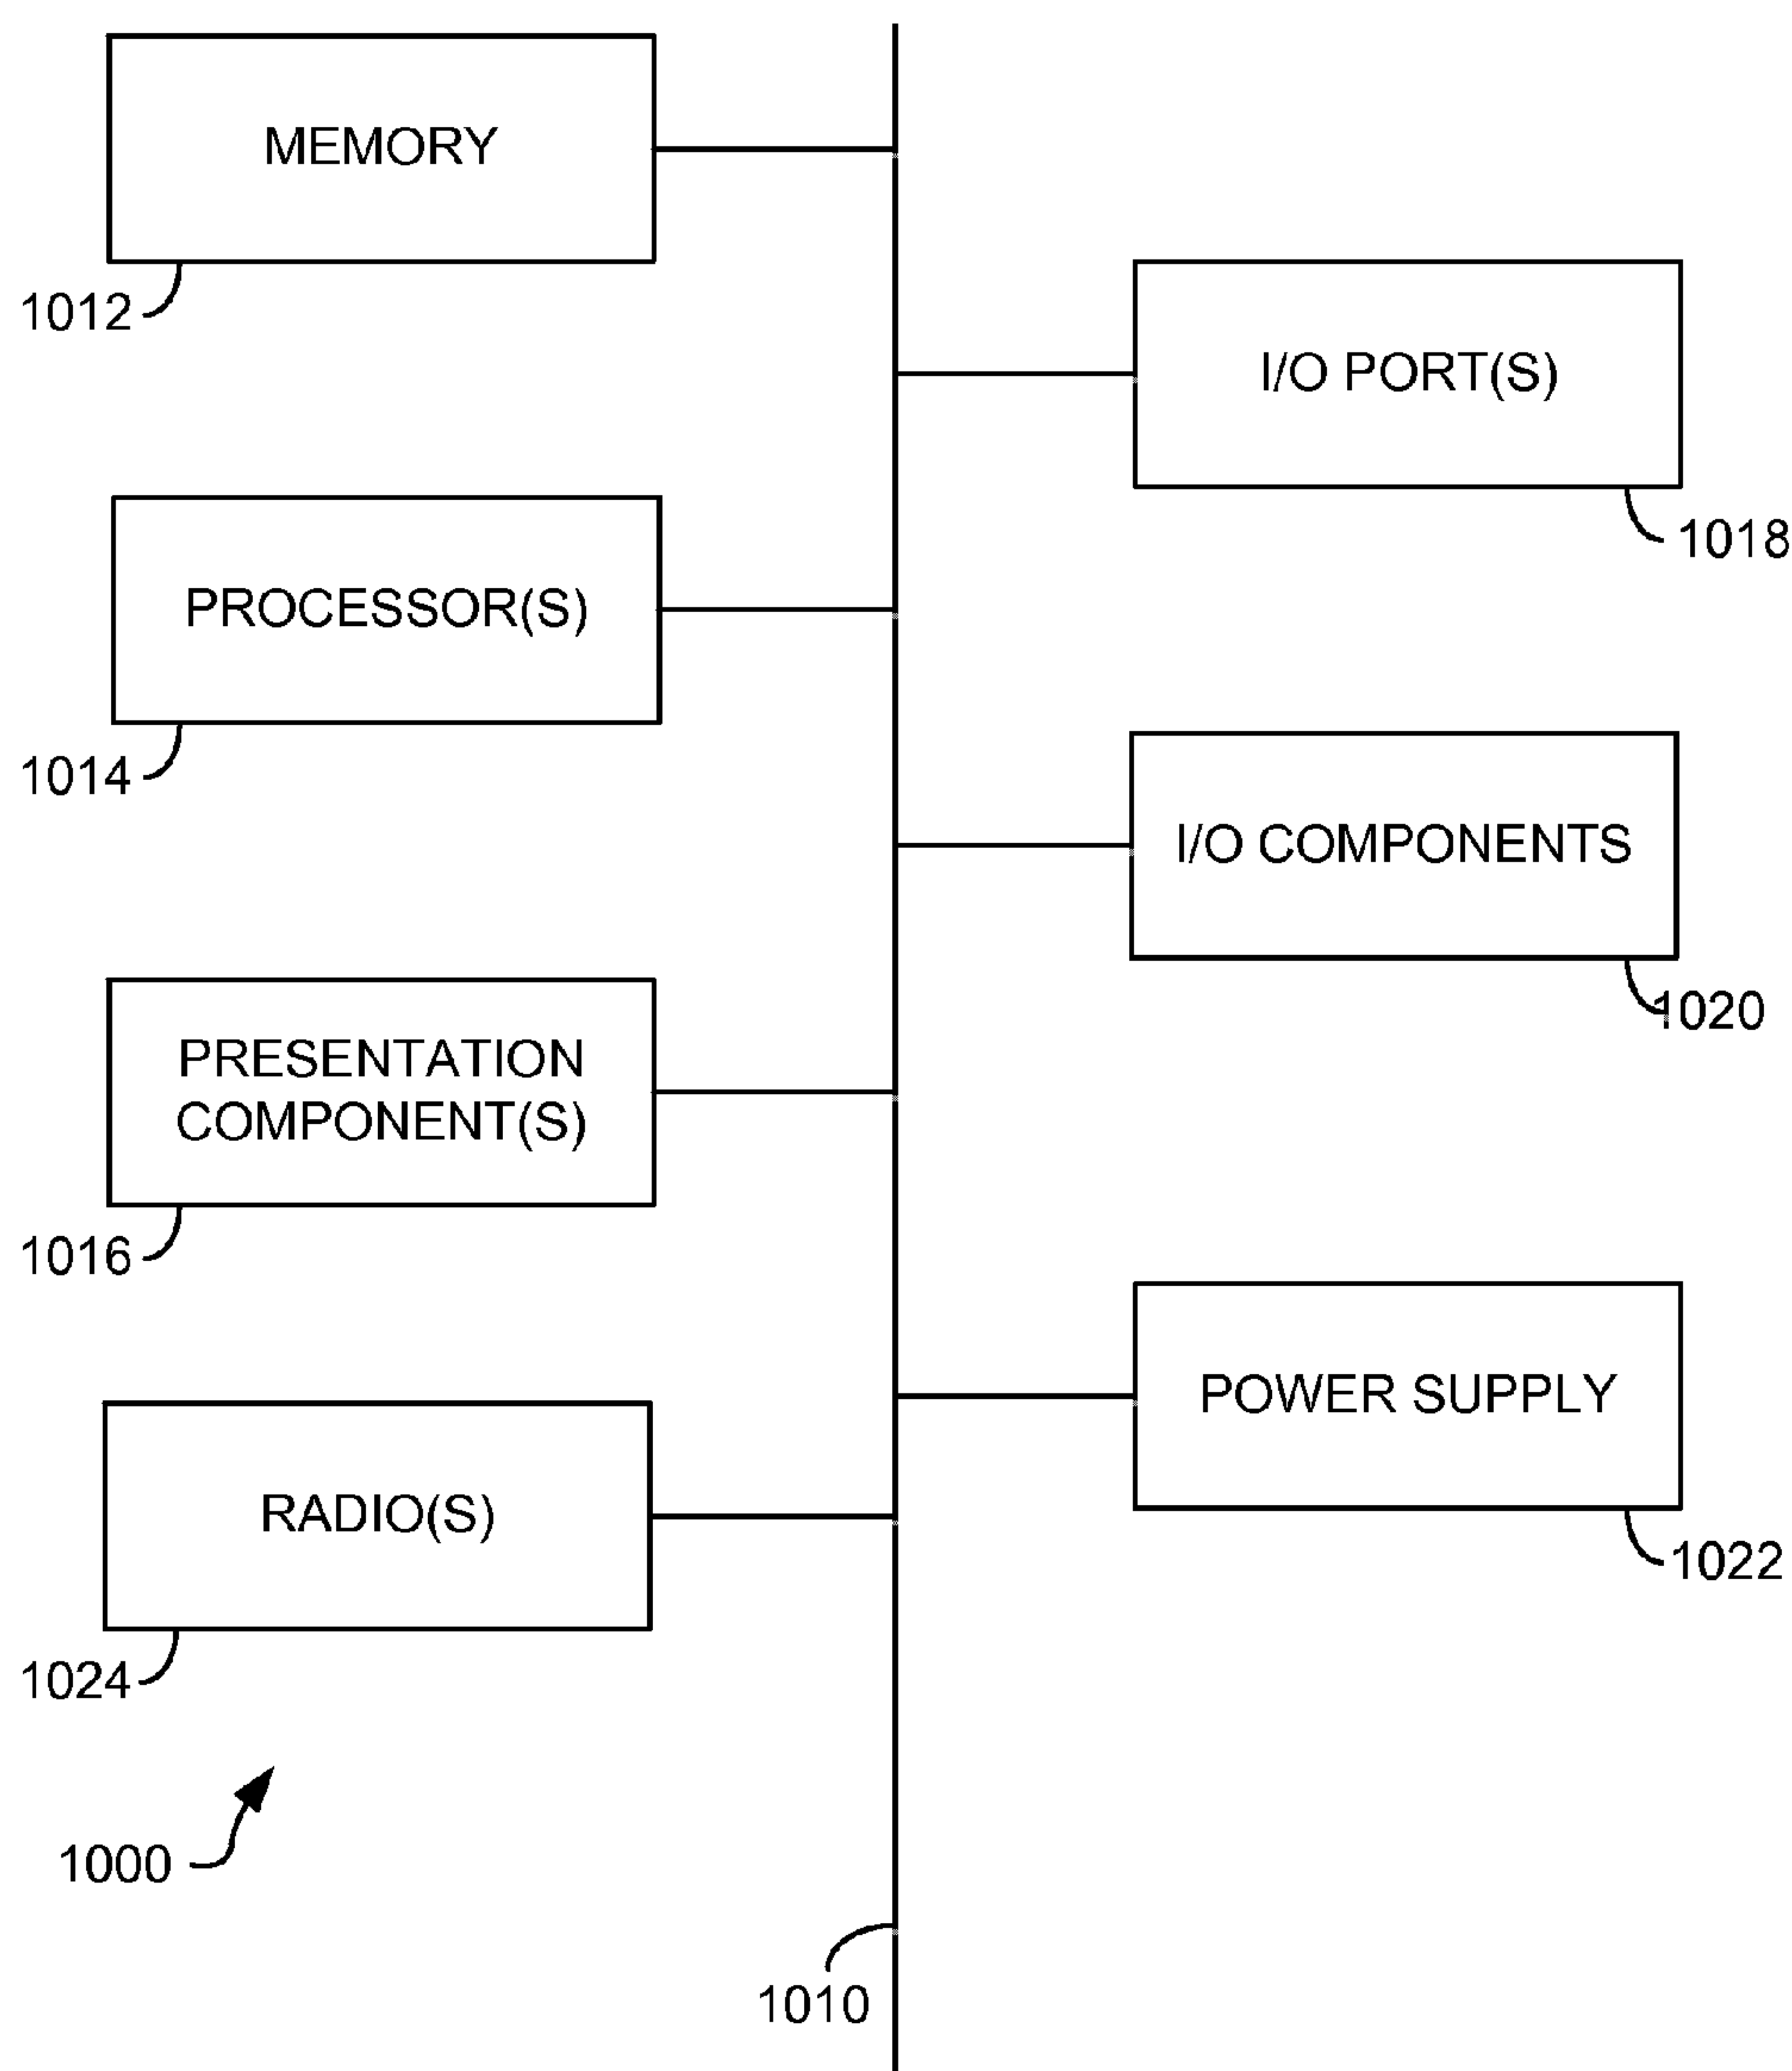 MEMORY
1012
I/O PORT(S)
1018
PROCESSOR(S)
1014
I/O COMPONENTS
1020
PRESENTATION
COMPONENT(S)
1016
POWER SUPPLY
1022
RADIO(S)
1024
1000
1010